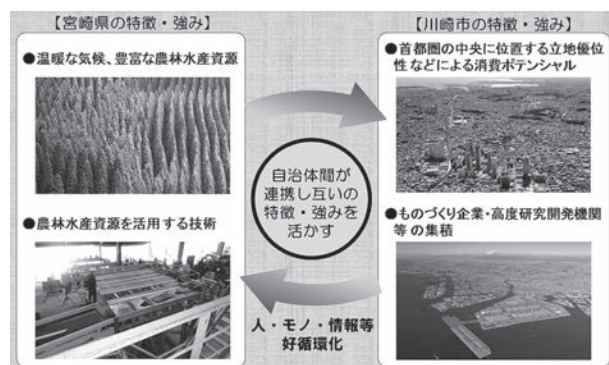 【宮崎県の特徴・強み】
●温暖な気候、豊富な農林水産資源
●農林水産資源を活用する技術
自治体間が
連携し互いの
特徴・強みを
活かす
人・モノ・情報等
好循環化
【川崎市の特徴・強み】
●首都圏の中央に位置する立地優位
性などによる消費ポテンシャル
●ものづくり企業・高度研究開発機関
等の集積